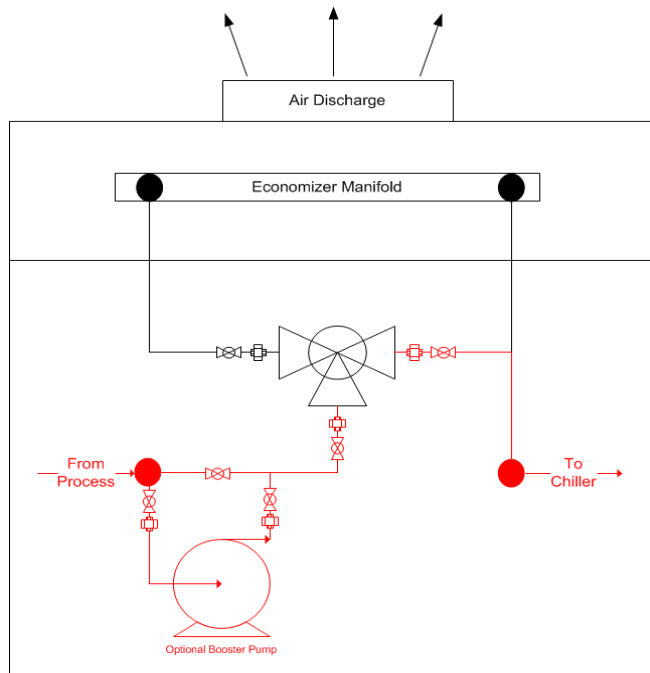 Air Discharge
Economizer Manifold
From
Process
To
Chiller
Optional Booster Pump